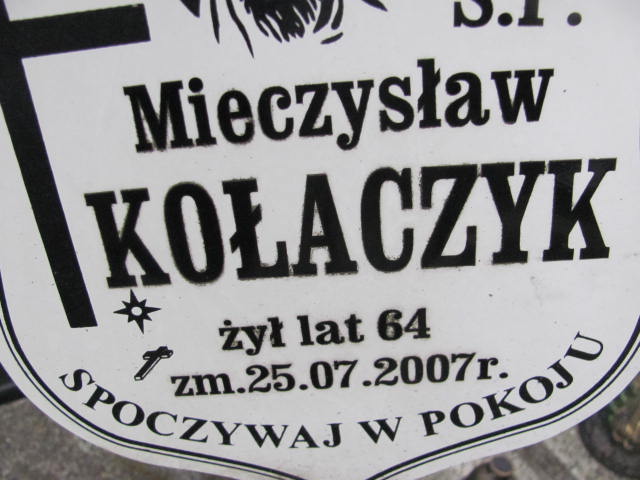 Ś.P.
Mieczysław
KOŁACZYK
żył lat 64
zm.25.07.2007r.
SPOCZYWAJ W POKOJU